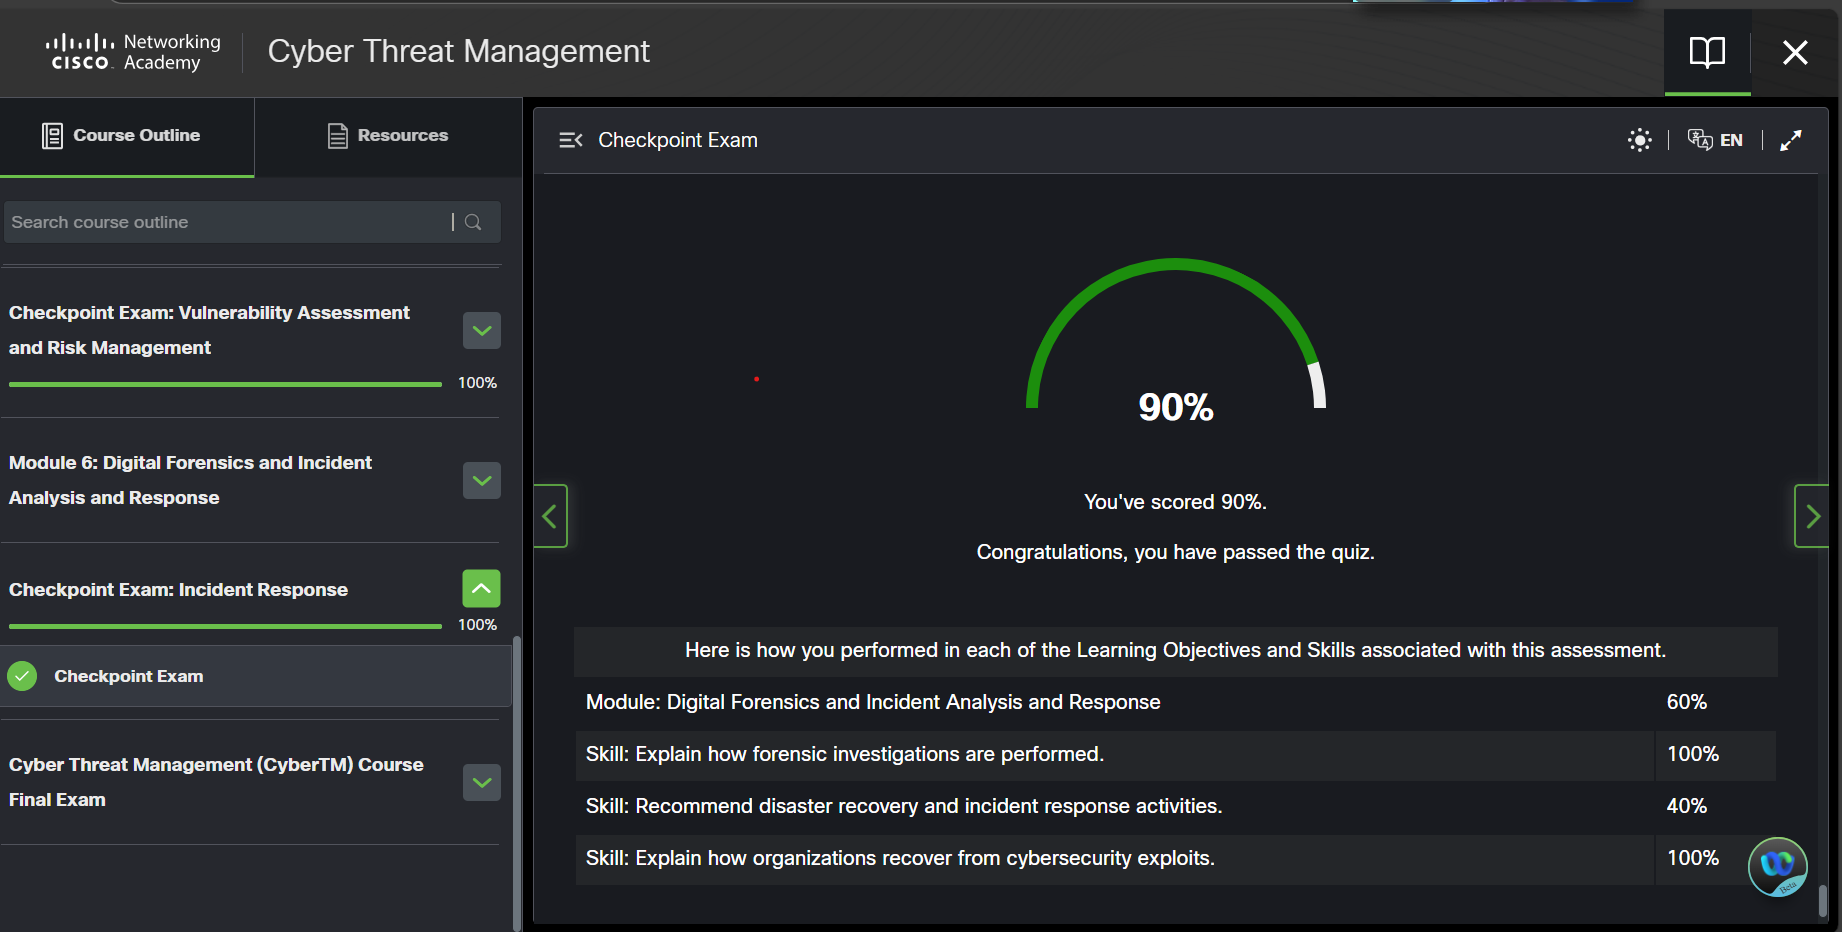 Networking
CISCO Academy
Cyber Threat Management
Course Outline
Resources
Search course outline
Checkpoint Exam: Vulnerability Assessment
and Risk Management
100%
Module 6: Digital Forensics and Incident
Analysis and Response
Checkpoint Exam: Incident Response
100%
Checkpoint Exam
Cyber Threat Management (CyberTM) Course
Final Exam
Checkpoint Exam
EN
90%
You've scored 90%.
Congratulations, you have passed the quiz.
Here is how you performed in each of the Learning Objectives and Skills associated with this assessment.
Module: Digital Forensics and Incident Analysis and Response 60%
Skill: Explain how forensic investigations are performed. 100%
Skill: Recommend disaster recovery and incident response activities. 40%
Skill: Explain how organizations recover from cybersecurity exploits. 100%
Beta